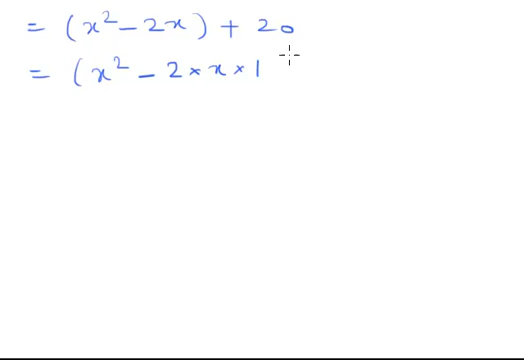 = (x² - 2x) + 20
= (x² - 2 × x × 1